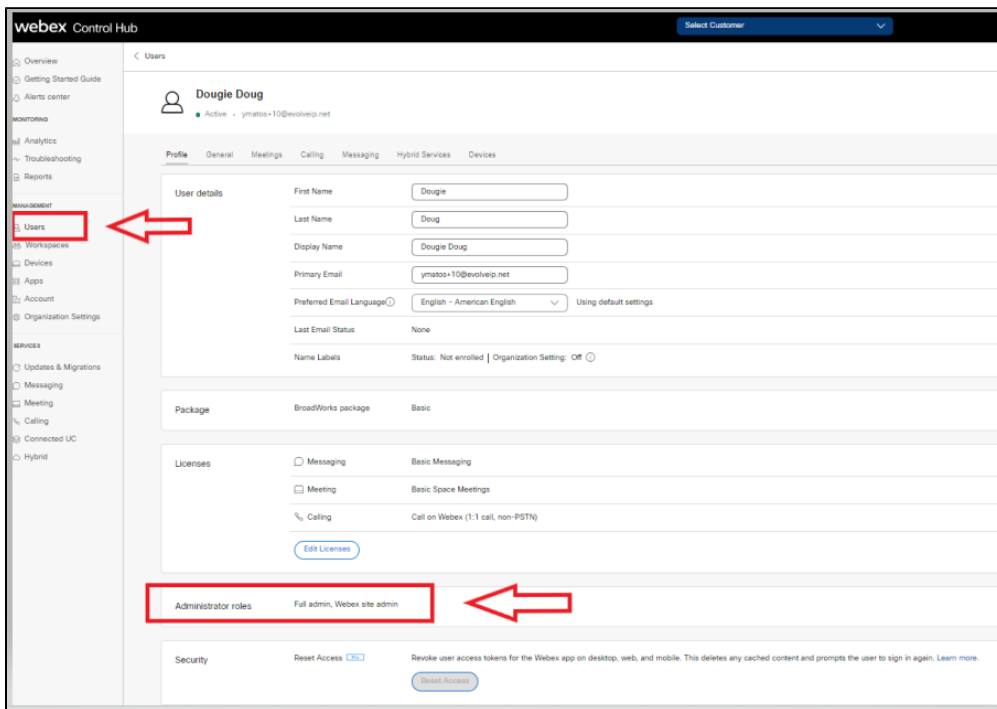 webex Control Hub
Select Customer
Overview
Getting Started Guide
Alerts center
MONITORING
Analytics
Troubleshooting
Reports
MANAGEMENT
Users
Workspaces
Devices
Apps
Account
Organization Settings
SERVICES
Updates & Migrations
Messaging
Meeting
Calling
Connected UC
Hybrid
Users
Dougie Doug
Active · ymatos+10@evolveip.net
Profile General Meetings Calling Messaging Hybrid Services Devices
User details
First Name Dougie
Last Name Doug
Display Name Dougie Doug
Primary Email ymatos+10@evolveip.net
Preferred Email Language English - American English Using default settings
Last Email Status None
Name Labels Status: Not enrolled | Organization Setting: Off
Package BroadWorks package Basic
Licenses Messaging Basic Messaging
Meeting Basic Space Meetings
Calling Call on Webex (1:1 call, non-PSTN)
Edit Licenses
Administrator roles Full admin, Webex site admin
Security Reset Access Pro Revoke user access tokens for the Webex app on desktop, web, and mobile. This deletes any cached content and prompts the user to sign in again. Learn more.
Reset Access